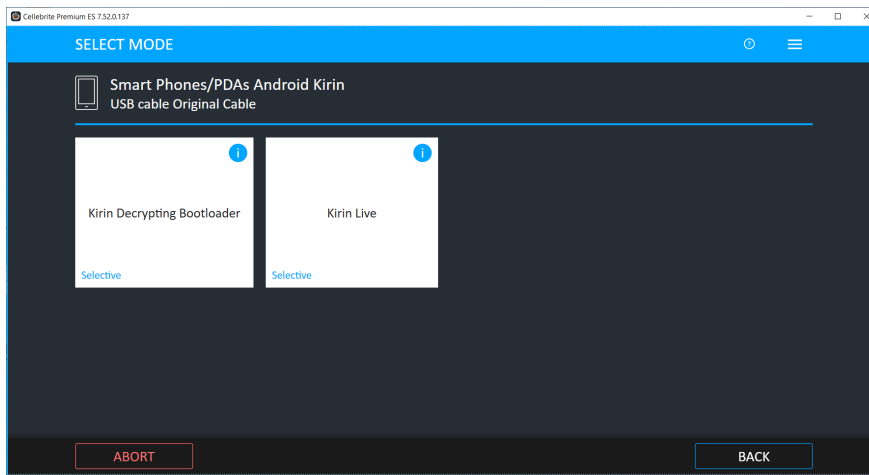 Cellebrite Premium ES 7.52.0.137
SELECT MODE
Smart Phones/PDAs Android Kirin
USB cable Original Cable
Kirin Decrypting Bootloader
Selective
Kirin Live
Selective
ABORT
BACK